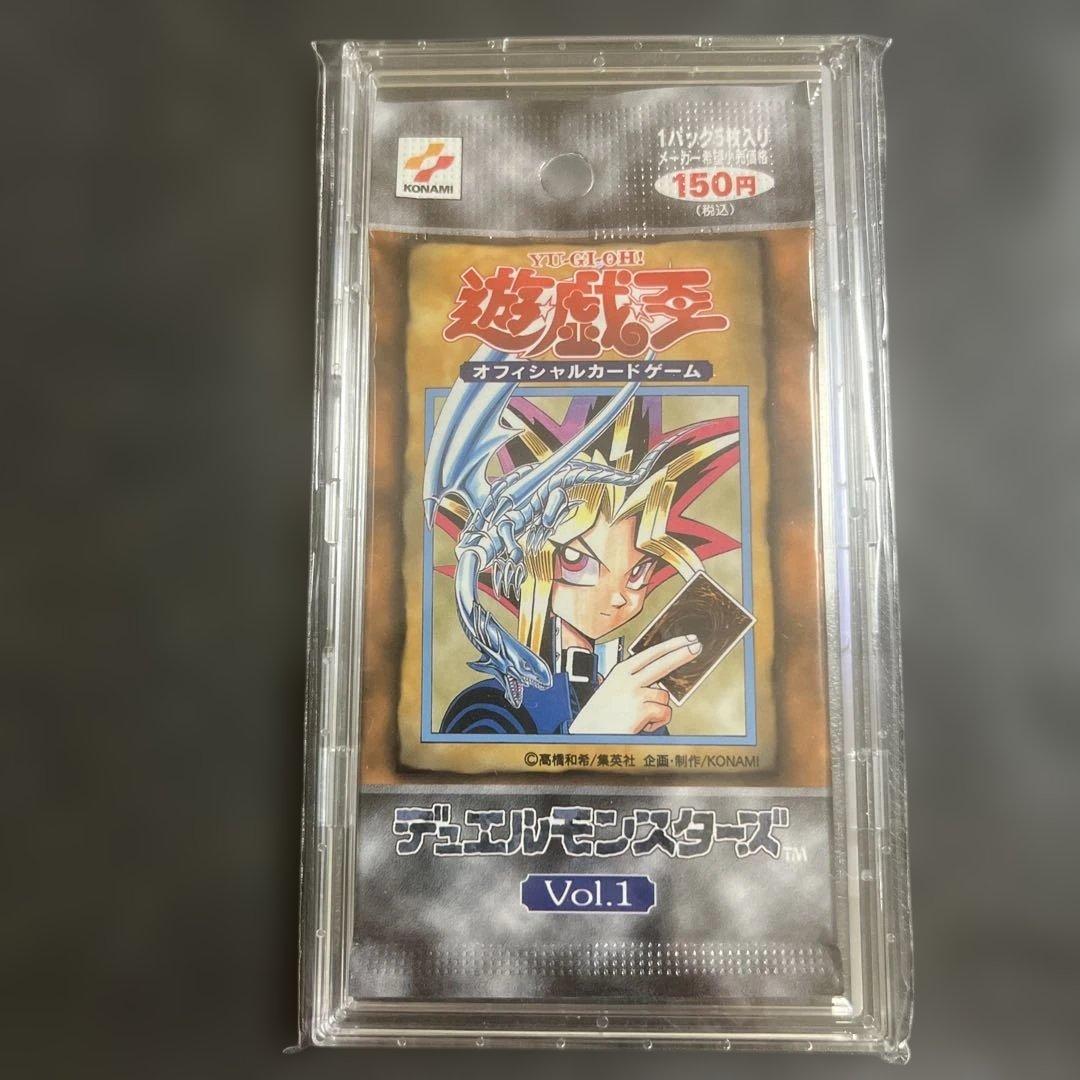 KONAMI
1パック5枚入り
メーカー希望小売価格
150円
(税込)
YU-GI-OH!
遊戯王
オフィシャルカードゲーム
©高橋和希/集英社 企画・制作/KONAMI
デュエルモンスターズ™
Vol.1